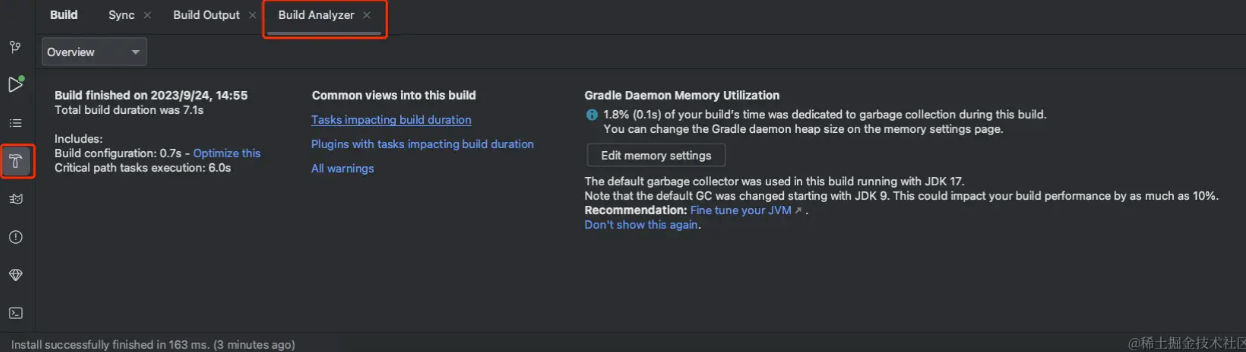 Build Sync Build Output Build Analyzer
Overview
Build finished on 2023/9/24, 14:55
Total build duration was 7.1s
Includes:
Build configuration: 0.7s - Optimize this
Critical path tasks execution: 6.0s
Common views into this build
Tasks impacting build duration
Plugins with tasks impacting build duration
All warnings
Gradle Daemon Memory Utilization
1.8% (0.1s) of your build's time was dedicated to garbage collection during this build.
You can change the Gradle daemon heap size on the memory settings page.
Edit memory settings
The default garbage collector was used in this build running with JDK 17.
Note that the default GC was changed starting with JDK 9. This could impact your build performance by as much as 10%.
Recommendation: Fine tune your JVM ↗ .
Don't show this again.
Install successfully finished in 163 ms. (3 minutes ago)
@稀土掘金技术社区